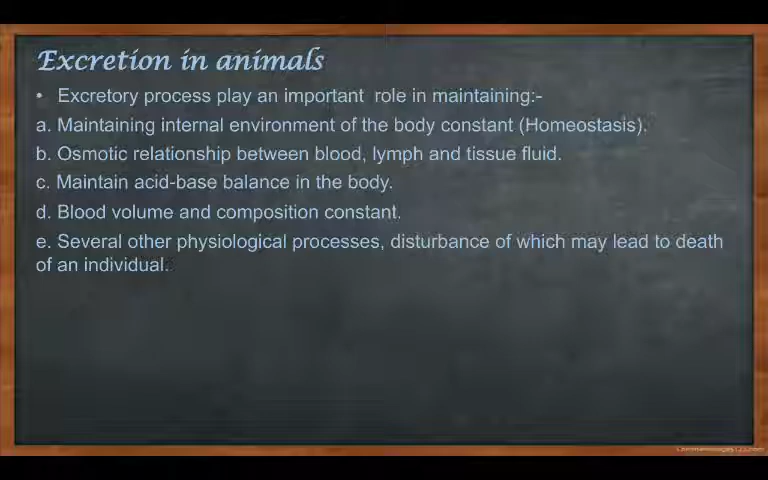 Excretion in animals
• Excretory process play an important role in maintaining:-
a. Maintaining internal environment of the body constant (Homeostasis).
b. Osmotic relationship between blood, lymph and tissue fluid.
c. Maintain acid-base balance in the body.
d. Blood volume and composition constant.
e. Several other physiological processes, disturbance of which may lead to death
of an individual.